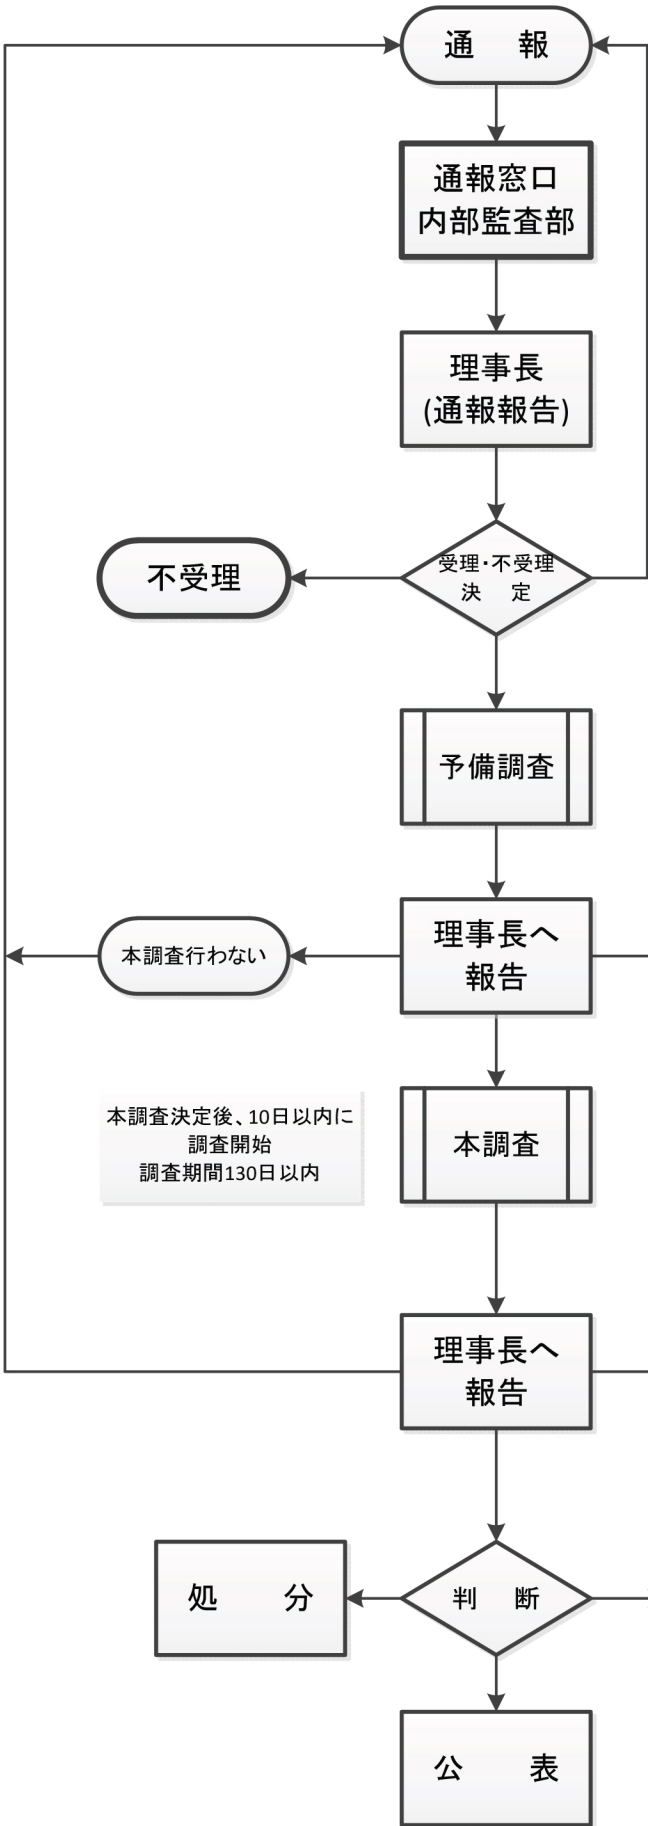 通　報
通報窓口
内部監査部
理事長
(通報報告)
受理・不受理
決　定
不受理
予備調査
理事長へ
報告
本調査行わない
本調査決定後、10日以内に
調査開始
調査期間130日以内
本調査
理事長へ
報告
処　分
判　断
公　表